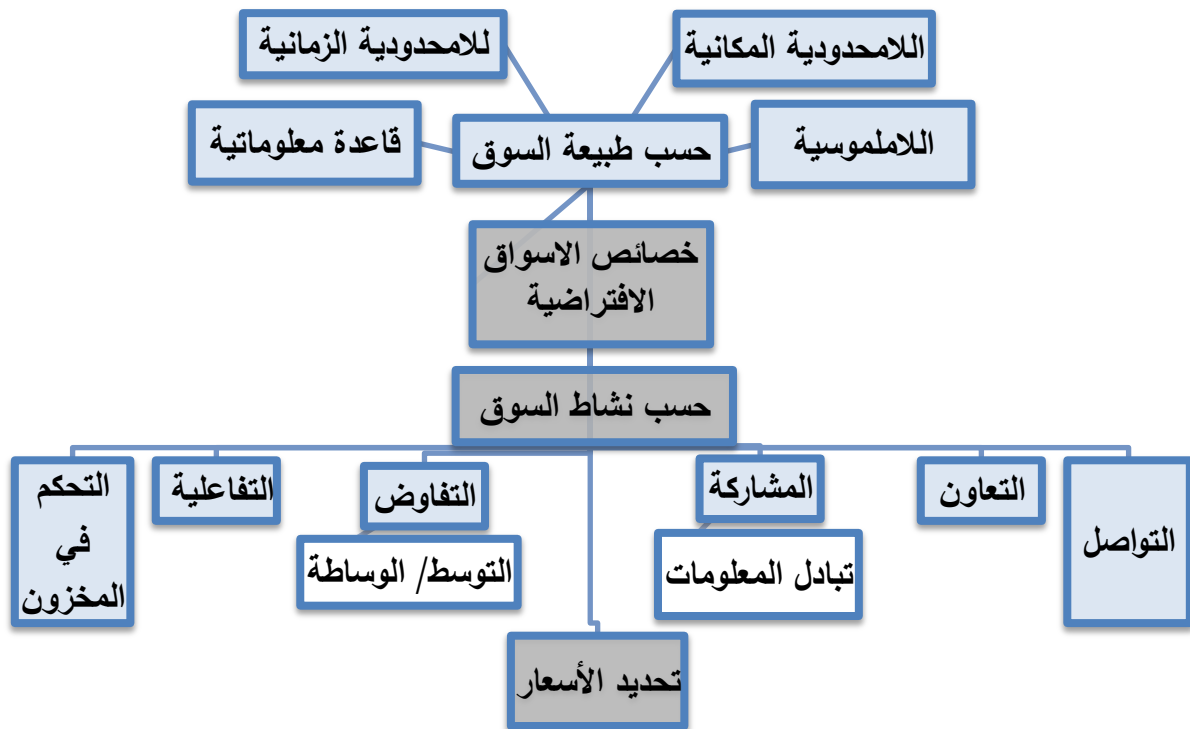 اللامحدودية المكانية
للامحدودية الزمانية
اللاملموسية
حسب طبيعة السوق
قاعدة معلوماتية
خصائص الاسواق
الافتراضية
حسب نشاط السوق
التواصل
التعاون
المشاركة
تبادل المعلومات
التفاوض
التوسط/ الوساطة
التفاعلية
التحكم
في
المخزون
تحديد الأسعار